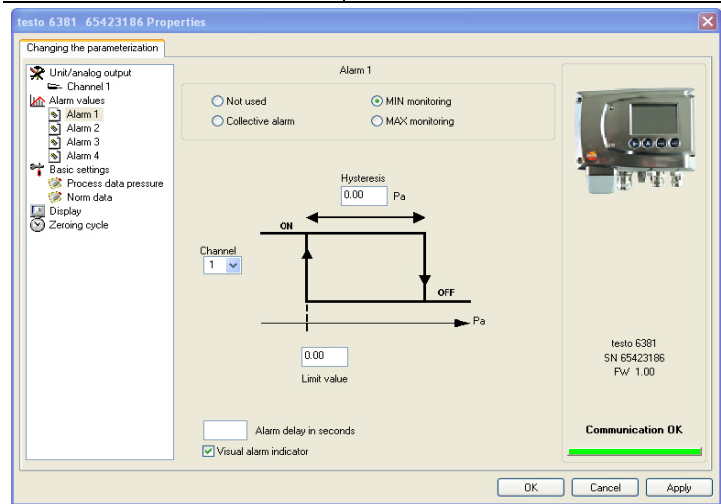 testo 6381 65423186 Properties
Changing the parameterization
Unit/analog output
Channel 1
Alarm values
Alarm 1
Alarm 2
Alarm 3
Alarm 4
Basic settings
Process data pressure
Norm data
Display
Zeroing cycle
Alarm 1
Not used
MIN monitoring
Collective alarm
MAX monitoring
Hysteresis
0.00 Pa
ON
Channel
1
OFF
Pa
0.00
Limit value
Alarm delay in seconds
Visual alarm indicator
testo 6381
SN 65423186
FW 1.00
Communication OK
OK Cancel Apply